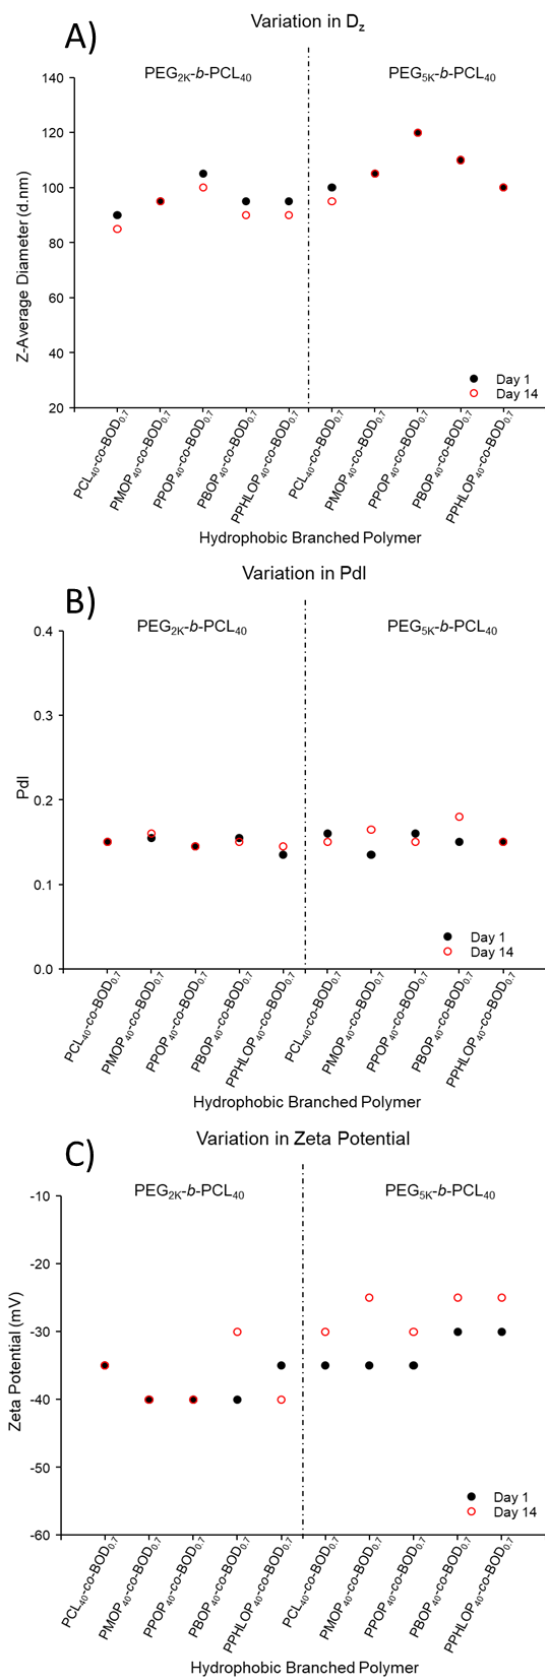 A)
Variation in Dz
PEG2K-b-PCL40
PEG5K-b-PCL40
140
120
100
80
60
40
20
Z-Average Diameter (d.nm)
Day 1
Day 14
PCL40-co-BOD0.7
PMOP40-co-BOD0.7
PPOP40-co-BOD0.7
PBOP40-co-BOD0.7
PPHLOP40-co-BOD0.7
PCL40-co-BOD0.7
PMOP40-co-BOD0.7
PPOP40-co-BOD0.7
PBOP40-co-BOD0.7
PPHLOP40-co-BOD0.7
Hydrophobic Branched Polymer
B)
Variation in PdI
PEG2K-b-PCL40
PEG5K-b-PCL40
0.4
0.3
0.2
0.1
0.0
PdI
Day 1
Day 14
PCL40-co-BOD0.7
PMOP40-co-BOD0.7
PPOP40-co-BOD0.7
PBOP40-co-BOD0.7
PPHLOP40-co-BOD0.7
PCL40-co-BOD0.7
PMOP40-co-BOD0.7
PPOP40-co-BOD0.7
PBOP40-co-BOD0.7
PPHLOP40-co-BOD0.7
Hydrophobic Branched Polymer
C)
Variation in Zeta Potential
PEG2K-b-PCL40
PEG5K-b-PCL40
-10
-20
-30
-40
-50
-60
Zeta Potential (mV)
Day 1
Day 14
PCL40-co-BOD0.7
PMOP40-co-BOD0.7
PPOP40-co-BOD0.7
PBOP40-co-BOD0.7
PPHLOP40-co-BOD0.7
PCL40-co-BOD0.7
PMOP40-co-BOD0.7
PPOP40-co-BOD0.7
PBOP40-co-BOD0.7
PPHLOP40-co-BOD0.7
Hydrophobic Branched Polymer